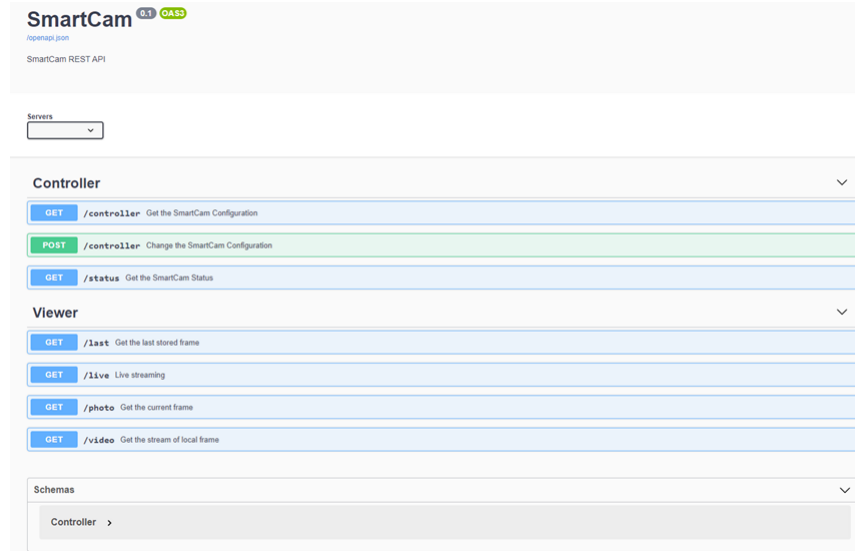 SmartCam 0.1 OAS3
/openapi.json
SmartCam REST API
Servers
Controller
GET /controller Get the SmartCam Configuration
POST /controller Change the SmartCam Configuration
GET /status Get the SmartCam Status
Viewer
GET /last Get the last stored frame
GET /live Live streaming
GET /photo Get the current frame
GET /video Get the stream of local frame
Schemas
Controller